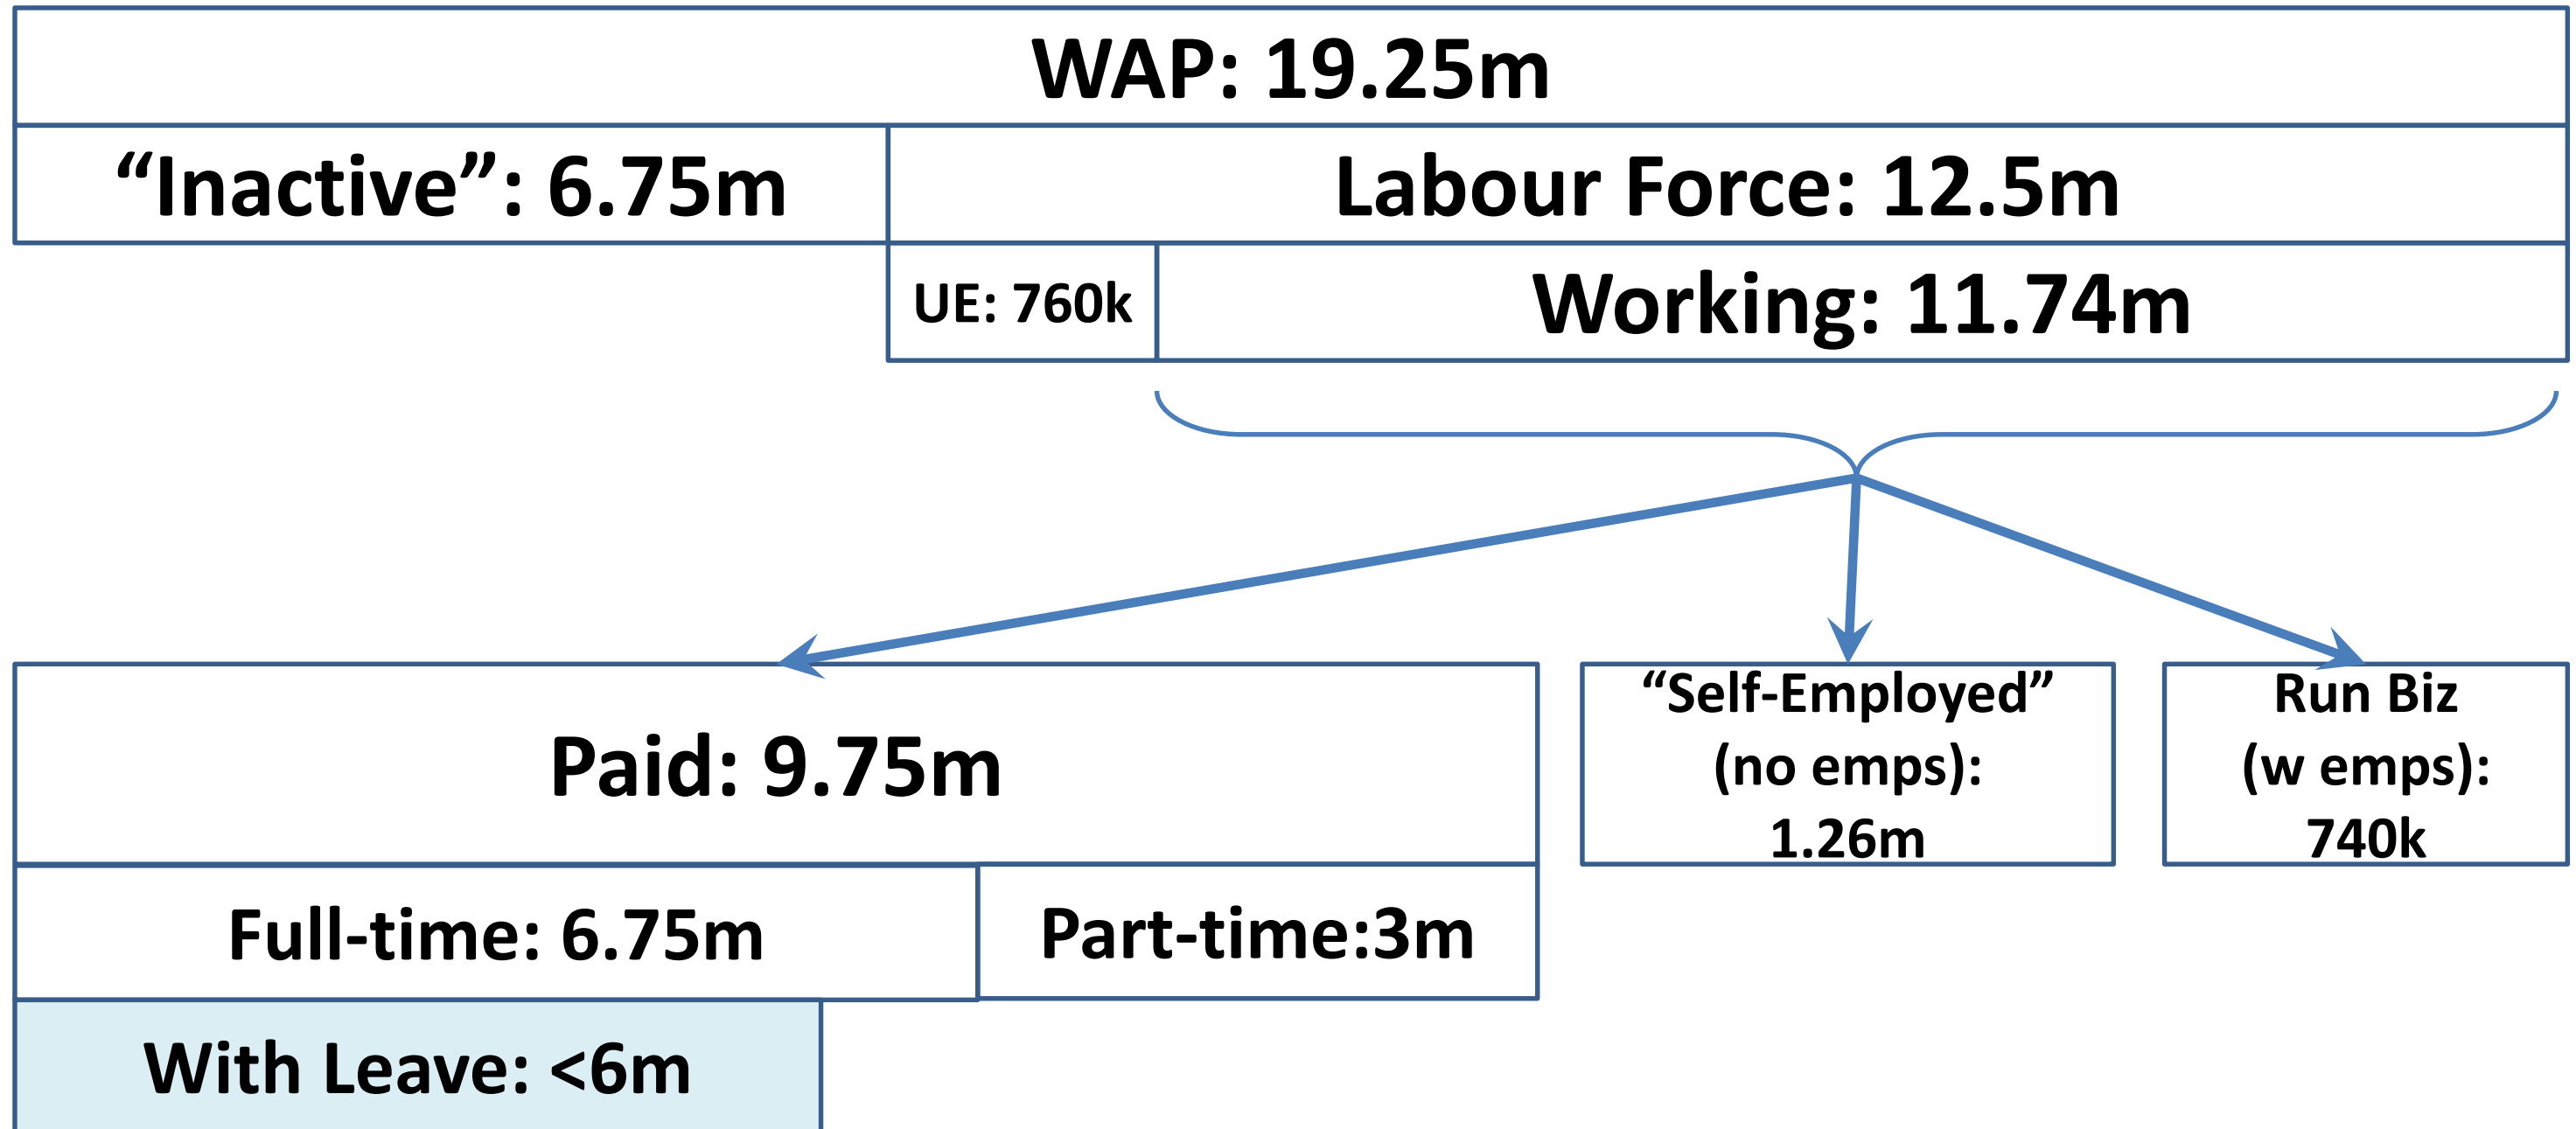 WAP: 19.25m
“Inactive”: 6.75m
Labour Force: 12.5m
UE: 760k
Working: 11.74m
Paid: 9.75m
“Self-Employed”
(no emps):
1.26m
Run Biz
(w emps):
740k
Full-time: 6.75m
Part-time:3m
With Leave: <6m